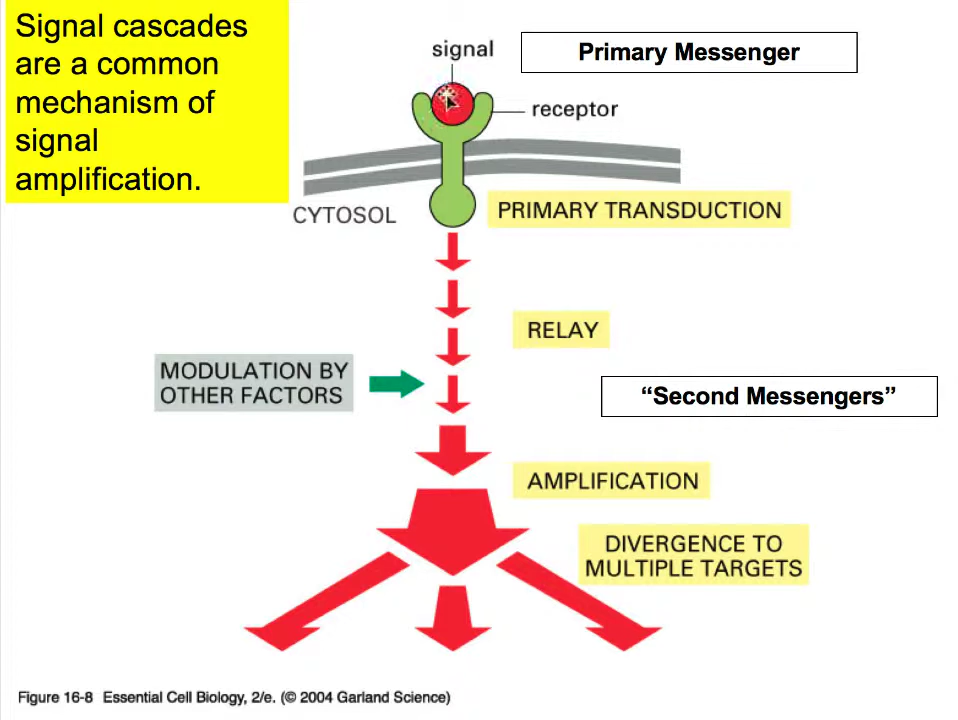 Signal cascades
are a common
mechanism of
signal
amplification.
signal
Primary Messenger
receptor
CYTOSOL
PRIMARY TRANSDUCTION
RELAY
MODULATION BY
OTHER FACTORS
“Second Messengers”
AMPLIFICATION
DIVERGENCE TO
MULTIPLE TARGETS
Figure 16-8 Essential Cell Biology, 2/e. (© 2004 Garland Science)